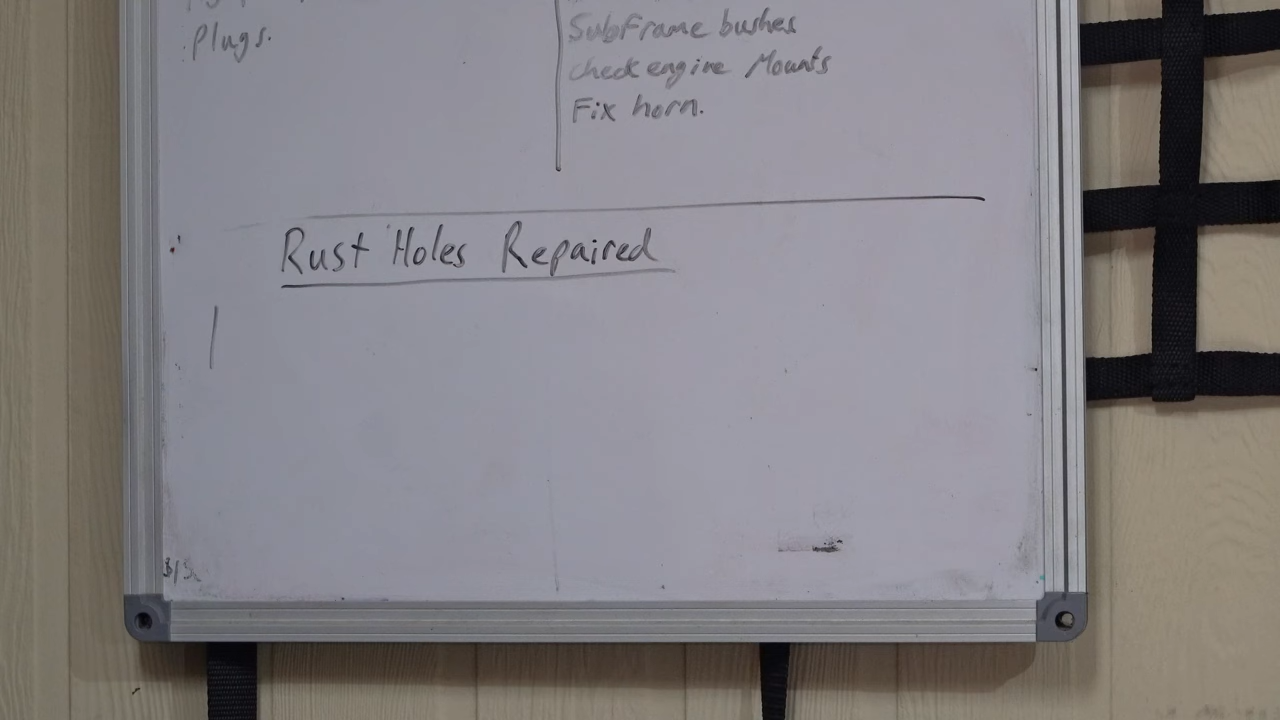 Plugs.
Subframe bushes
check engine Mounts
Fix horn.
Rust Holes Repaired
|